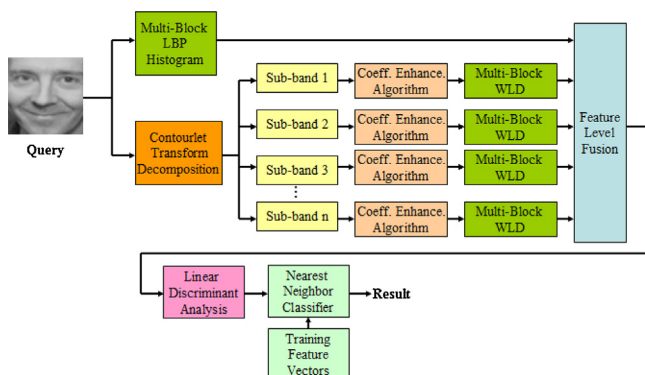 Multi-Block
LBP
Histogram
Query
Contourlet
Transform
Decomposition
Sub-band 1
Coeff. Enhance.
Algorithm
Multi-Block
WLD
Sub-band 2
Coeff. Enhance.
Algorithm
Multi-Block
WLD
Sub-band 3
Coeff. Enhance.
Algorithm
Multi-Block
WLD
Sub-band n
Coeff. Enhance.
Algorithm
Multi-Block
WLD
Feature
Level
Fusion
Linear
Discriminant
Analysis
Nearest
Neighbor
Classifier
Result
Training
Feature
Vectors